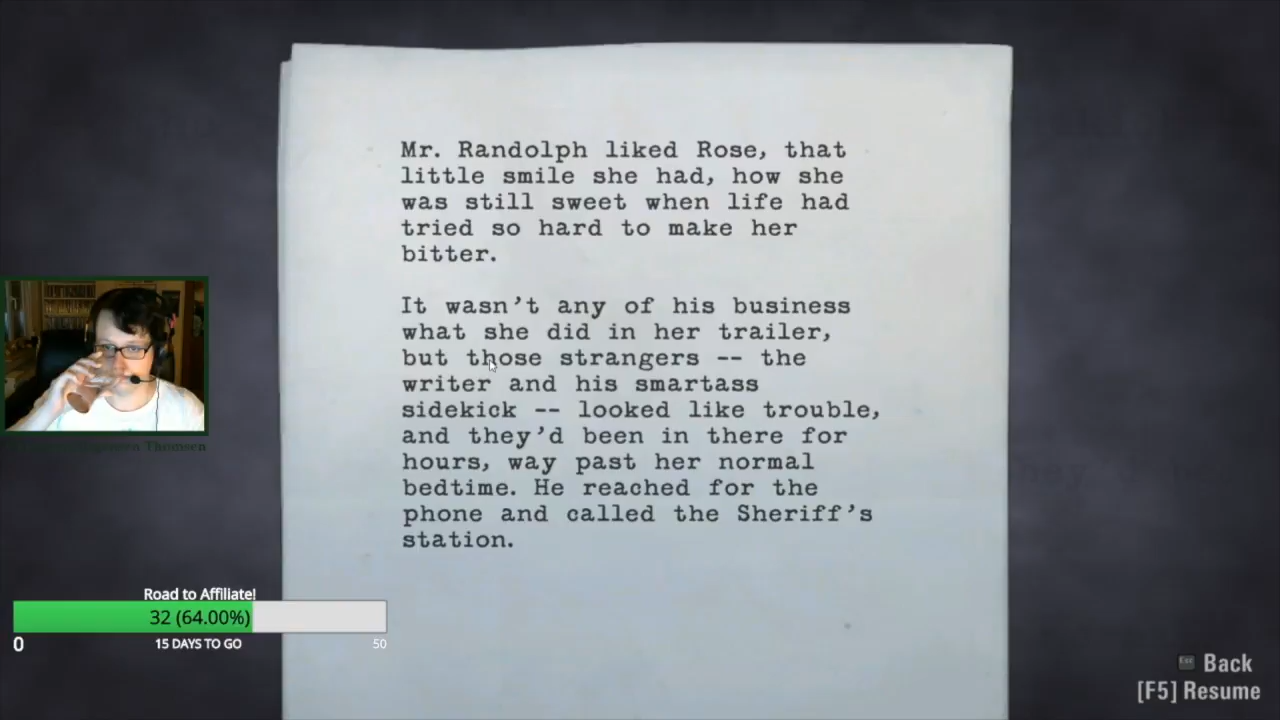 Mr. Randolph liked Rose, that
little smile she had, how she
was still sweet when life had
tried so hard to make her
bitter.
It wasn't any of his business
what she did in her trailer,
but those strangers -- the
writer and his smartass
sidekick -- looked like trouble,
and they'd been in there for
hours, way past her normal
bedtime. He reached for the
phone and called the Sheriff's
station.
Thomsen
Road to Affiliate!
32 (64.00%)
0 15 DAYS TO GO 50
Esc Back
[F5] Resume